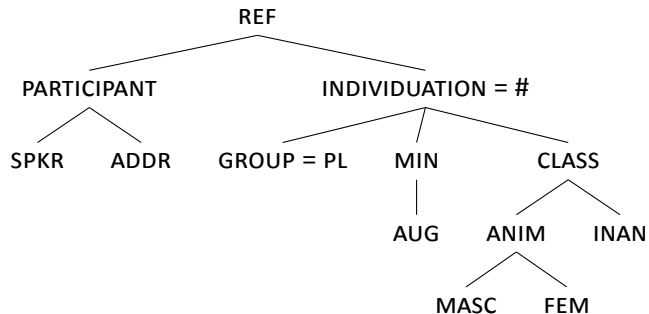 REF
PARTICIPANT INDIVIDUATION = #
SPKR ADDR GROUP = PL MIN CLASS
AUG ANIM INAN
MASC FEM